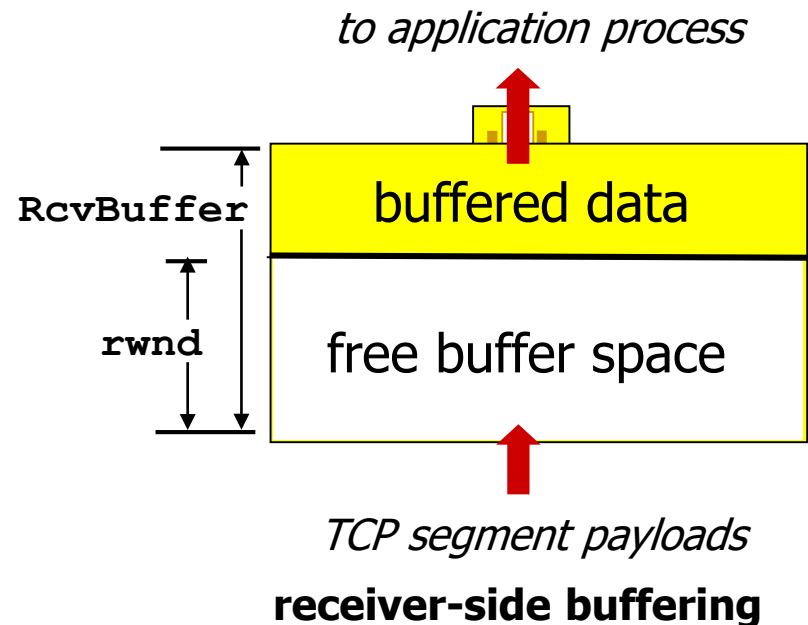 to application process
RcvBuffer
buffered data
rwnd
free buffer space
TCP segment payloads
receiver-side buffering